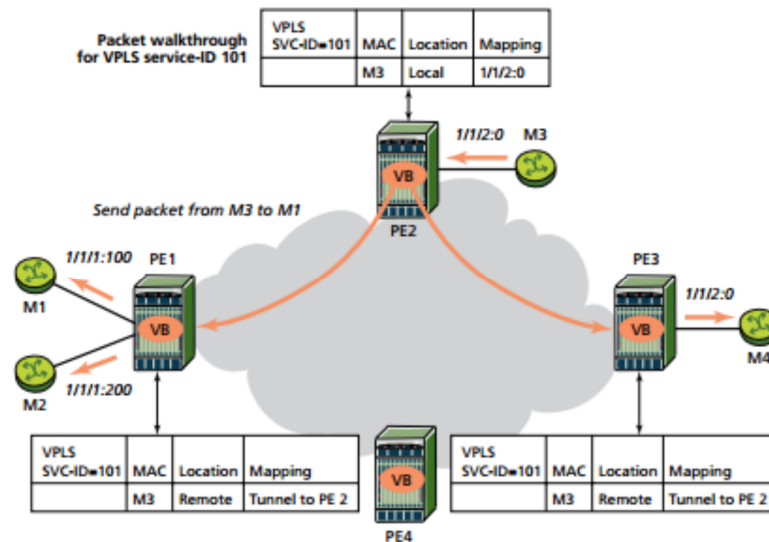 Packet walkthrough
for VPLS service-ID 101
VPLS
SVC-ID=101 MAC Location Mapping
M3 Local 1/1/2:0
1/1/2:0 M3
VB
Send packet from M3 to M1
PE2
1/1/1:100 PE1
PE3
1/1/2:0
M1
VB
VB
M4
M2
1/1/1:200
VPLS
SVC-ID=101 MAC Location Mapping
M3 Remote Tunnel to PE 2
VB
PE4
VPLS
SVC-ID=101 MAC Location Mapping
M3 Remote Tunnel to PE 2